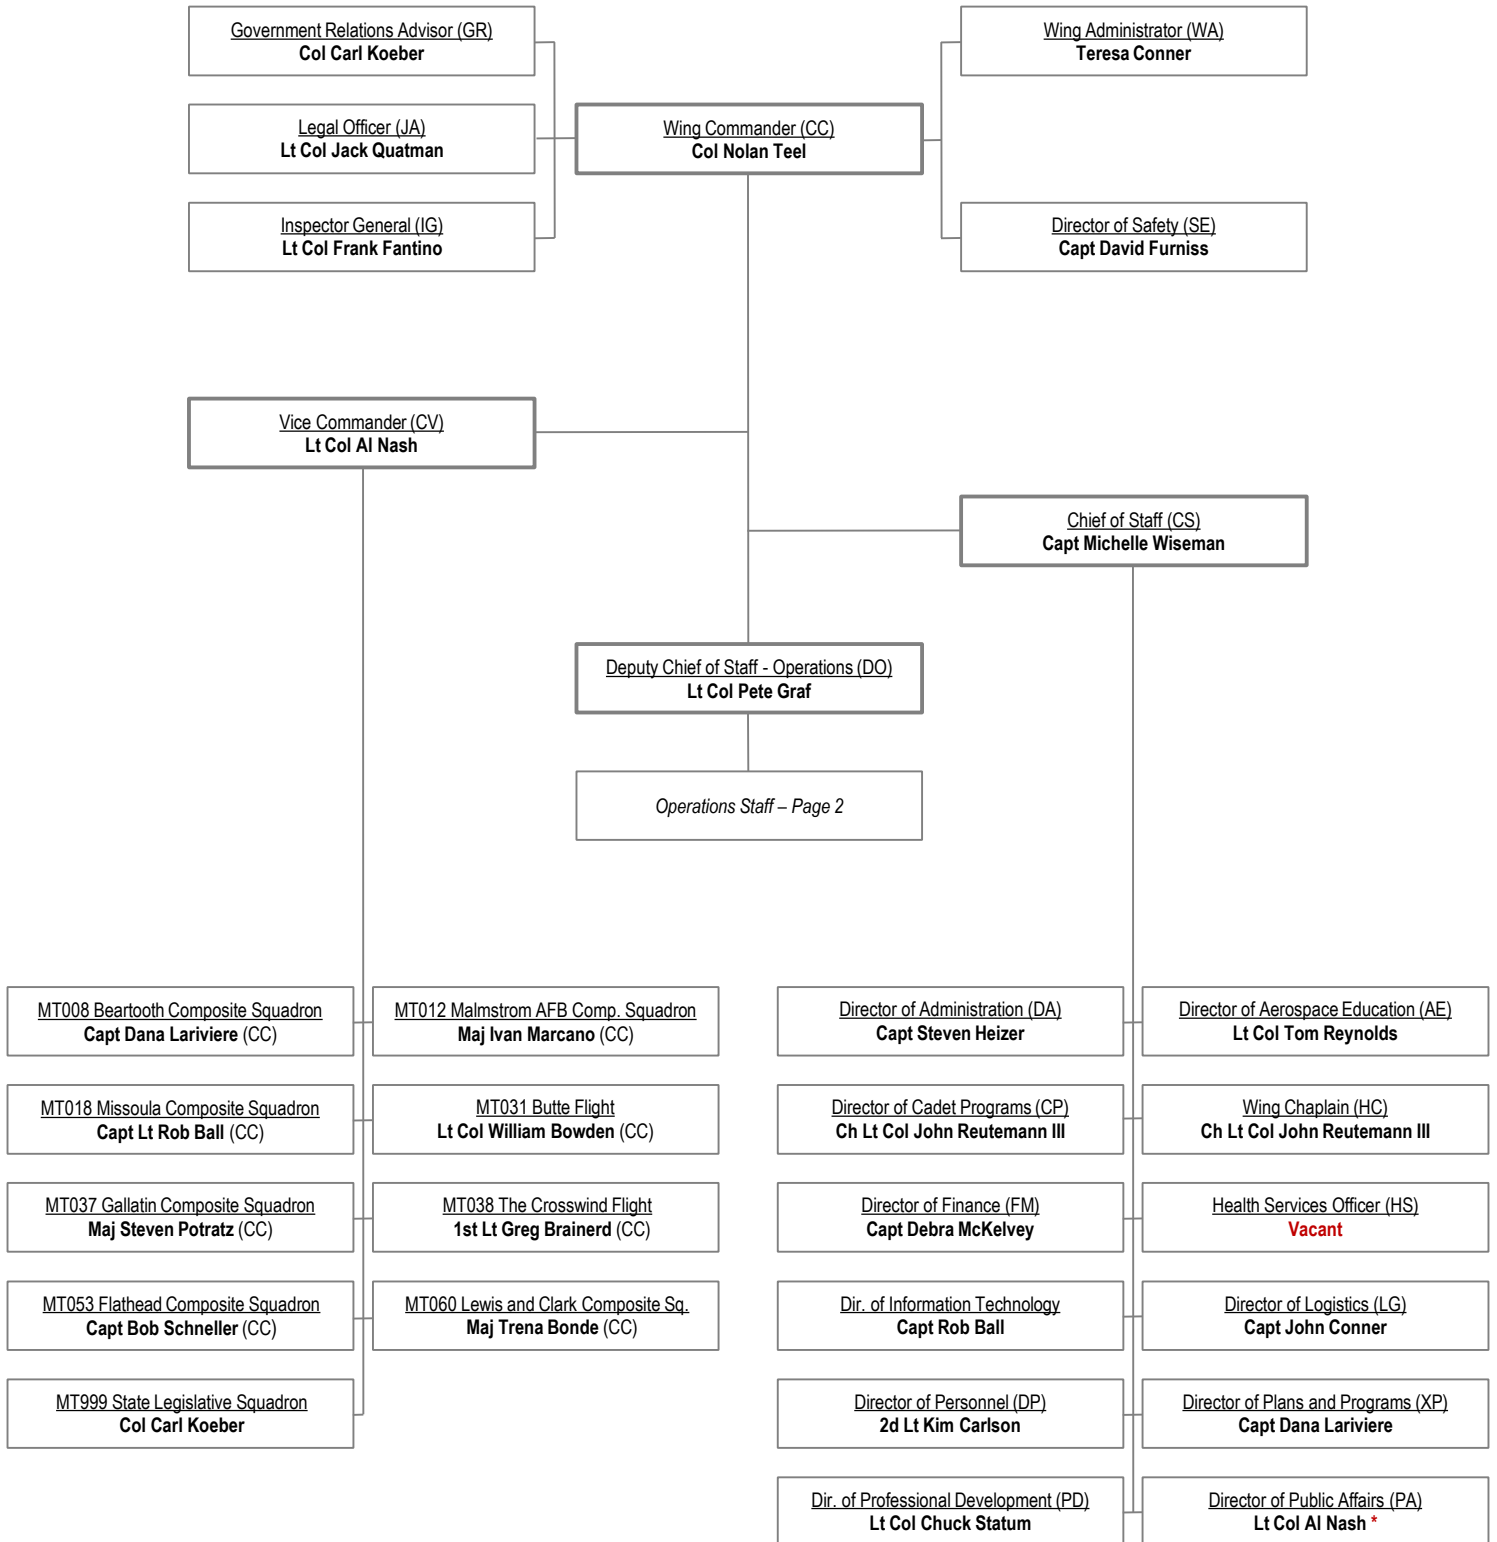 Government Relations Advisor (GR)
Col Carl Koeber
Wing Administrator (WA)
Teresa Conner
Legal Officer (JA)
Lt Col Jack Quatman
Wing Commander (CC)
Col Nolan Teel
Inspector General (IG)
Lt Col Frank Fantino
Director of Safety (SE)
Capt David Furniss
Vice Commander (CV)
Lt Col Al Nash
Chief of Staff (CS)
Capt Michelle Wiseman
Deputy Chief of Staff - Operations (DO)
Lt Col Pete Graf
Operations Staff – Page 2
MT008 Beartooth Composite Squadron
Capt Dana Lariviere (CC)
MT012 Malmstrom AFB Comp. Squadron
Maj Ivan Marcano (CC)
Director of Administration (DA)
Capt Steven Heizer
Director of Aerospace Education (AE)
Lt Col Tom Reynolds
MT018 Missoula Composite Squadron
Capt Lt Rob Ball (CC)
MT031 Butte Flight
Lt Col William Bowden (CC)
Director of Cadet Programs (CP)
Ch Lt Col John Reutemann III
Wing Chaplain (HC)
Ch Lt Col John Reutemann III
MT037 Gallatin Composite Squadron
Maj Steven Potratz (CC)
MT038 The Crosswind Flight
1st Lt Greg Brainerd (CC)
Director of Finance (FM)
Capt Debra McKelvey
Health Services Officer (HS)
Vacant
MT053 Flathead Composite Squadron
Capt Bob Schneller (CC)
MT060 Lewis and Clark Composite Sq.
Maj Trena Bonde (CC)
Dir. of Information Technology
Capt Rob Ball
Director of Logistics (LG)
Capt John Conner
MT999 State Legislative Squadron
Col Carl Koeber
Director of Personnel (DP)
2d Lt Kim Carlson
Director of Plans and Programs (XP)
Capt Dana Lariviere
Dir. of Professional Development (PD)
Lt Col Chuck Statum
Director of Public Affairs (PA)
Lt Col Al Nash *